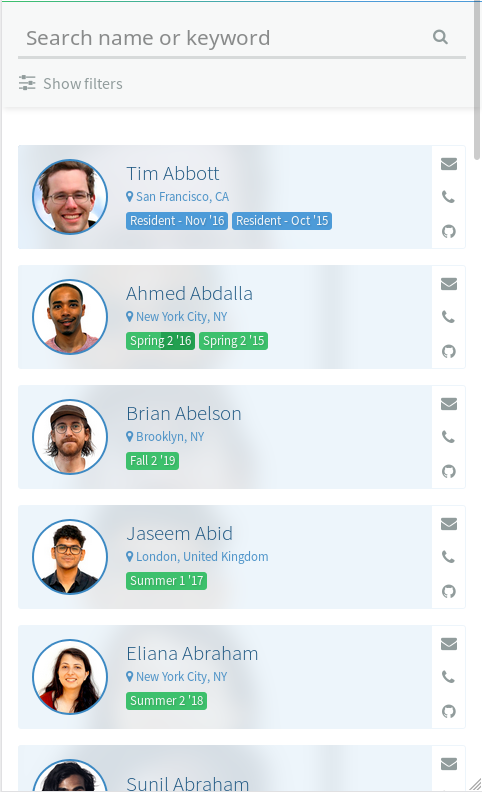 Search name or keyword
Show filters
Tim Abbott
San Francisco, CA
Resident - Nov '16 Resident - Oct '15
Ahmed Abdalla
New York City, NY
Spring 2 '16 Spring 2 '15
Brian Abelson
Brooklyn, NY
Fall 2 '19
Jaseem Abid
London, United Kingdom
Summer 1 '17
Eliana Abraham
New York City, NY
Summer 2 '18
Sunil Abraham